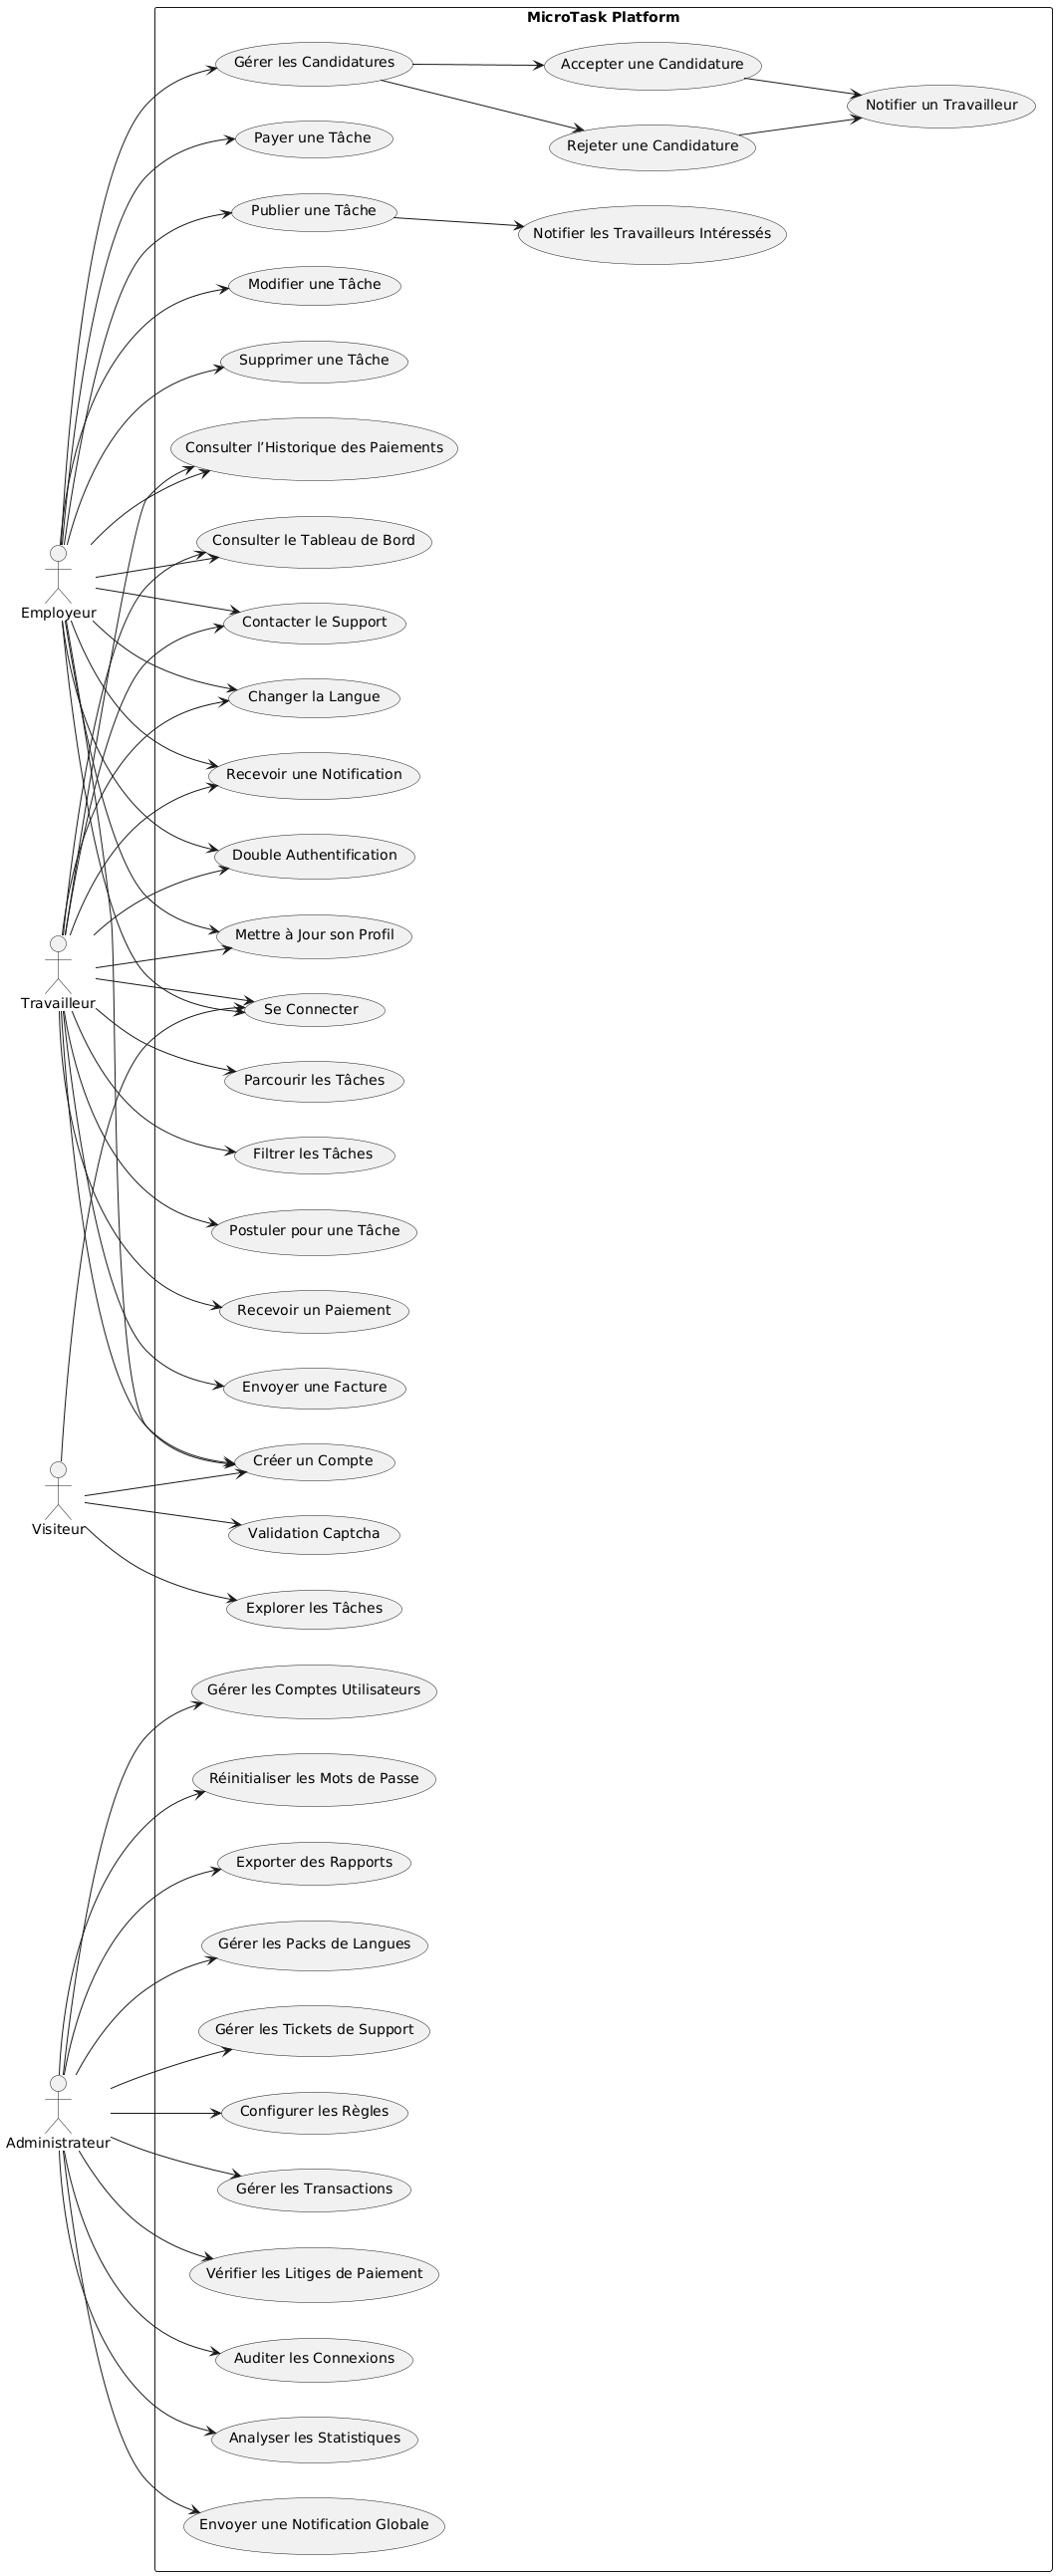 MicroTask Platform
Gérer les Candidatures
Accepter une Candidature
Notifier un Travailleur
Payer une Tâche
Rejeter une Candidature
Publier une Tâche
Notifier les Travailleurs Intéressés
Modifier une Tâche
Supprimer une Tâche
Consulter l’Historique des Paiements
Consulter le Tableau de Bord
Employeur
Contacter le Support
Changer la Langue
Recevoir une Notification
Double Authentification
Mettre à Jour son Profil
Travailleur
Se Connecter
Parcourir les Tâches
Filtrer les Tâches
Postuler pour une Tâche
Recevoir un Paiement
Envoyer une Facture
Créer un Compte
Visiteur
Validation Captcha
Explorer les Tâches
Gérer les Comptes Utilisateurs
Réinitialiser les Mots de Passe
Exporter des Rapports
Gérer les Packs de Langues
Gérer les Tickets de Support
Configurer les Règles
Administrateur
Gérer les Transactions
Vérifier les Litiges de Paiement
Auditer les Connexions
Analyser les Statistiques
Envoyer une Notification Globale